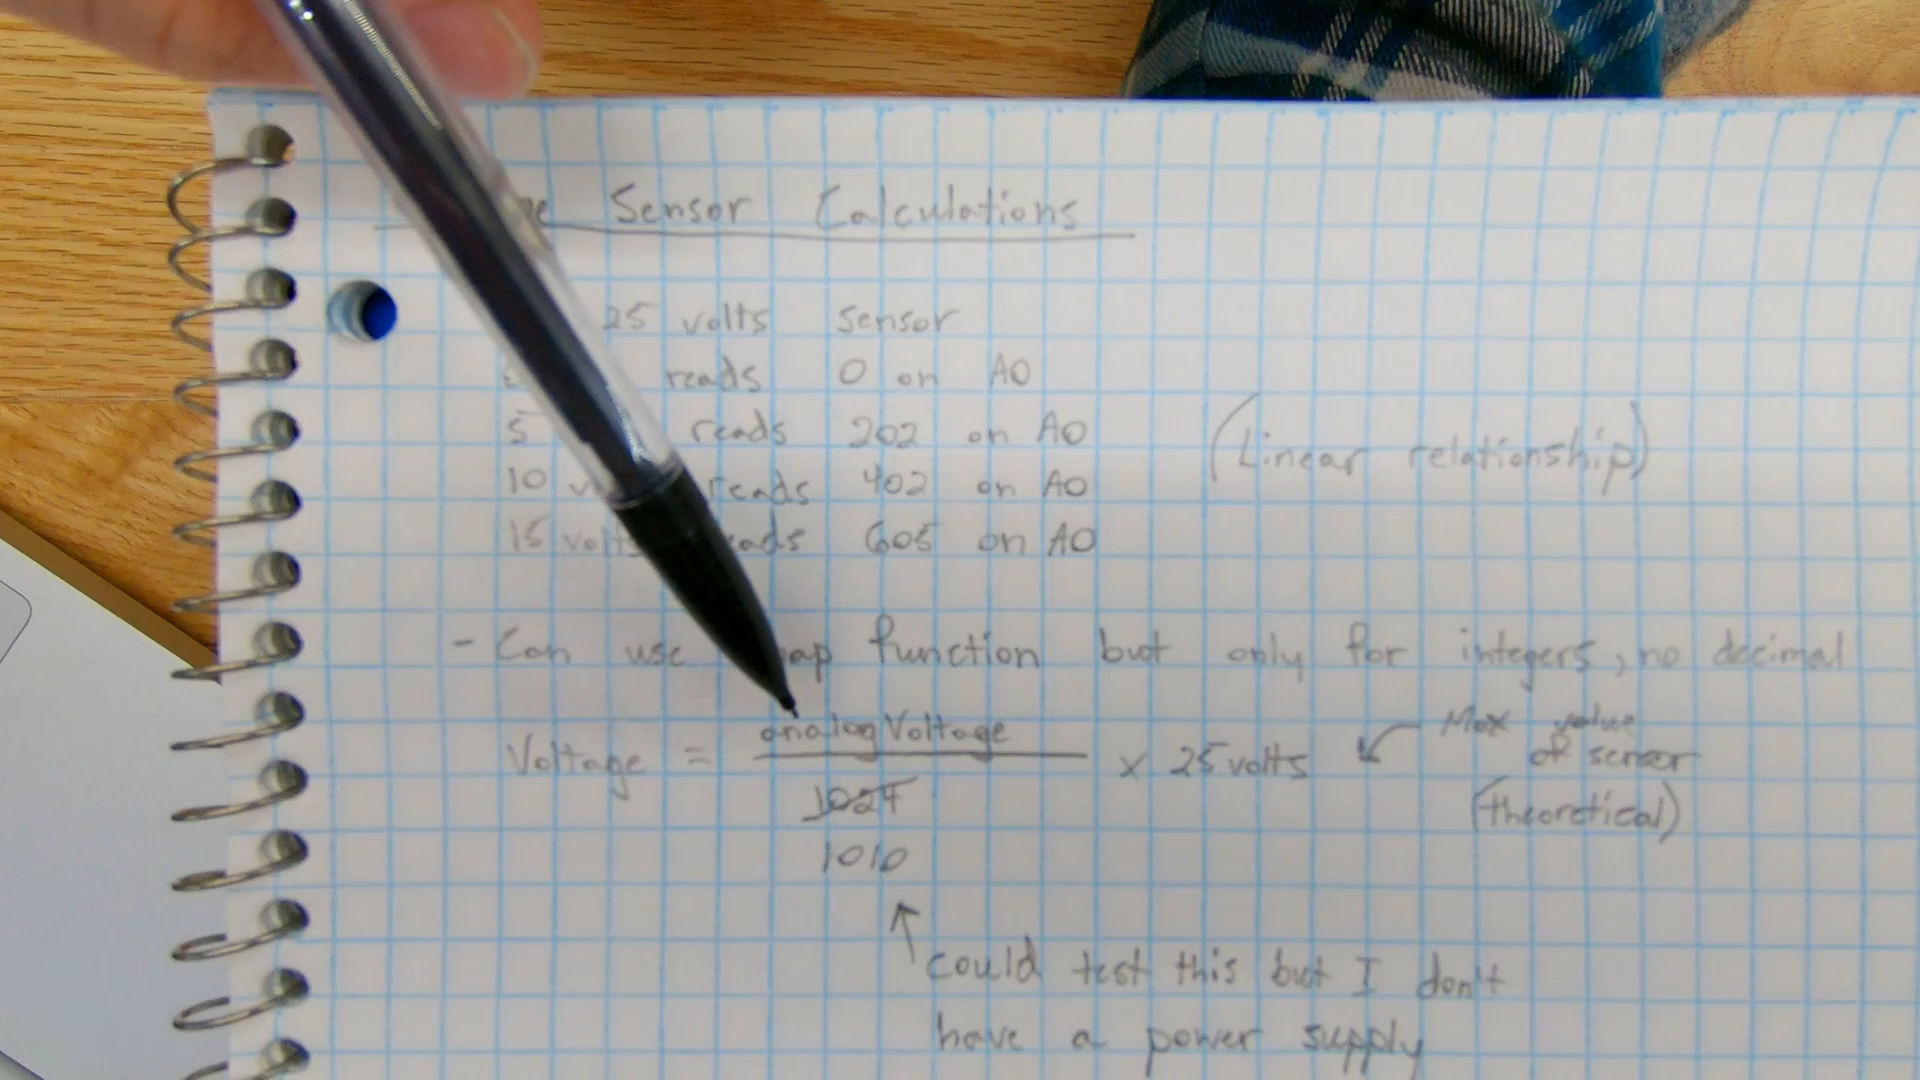 Sensor Calculations
25 volts sensor
reads 0 on A0
5 reads 202 on A0
10 reads 402 on A0
(Linear relationship)
15 volts reads 605 on A0
- Can use map function but only for integers, no decimal
Voltage = analogVoltage / 1024 1010 × 25 volts
Max value of sensor
(theoretical)
could test this but I don't
have a power supply